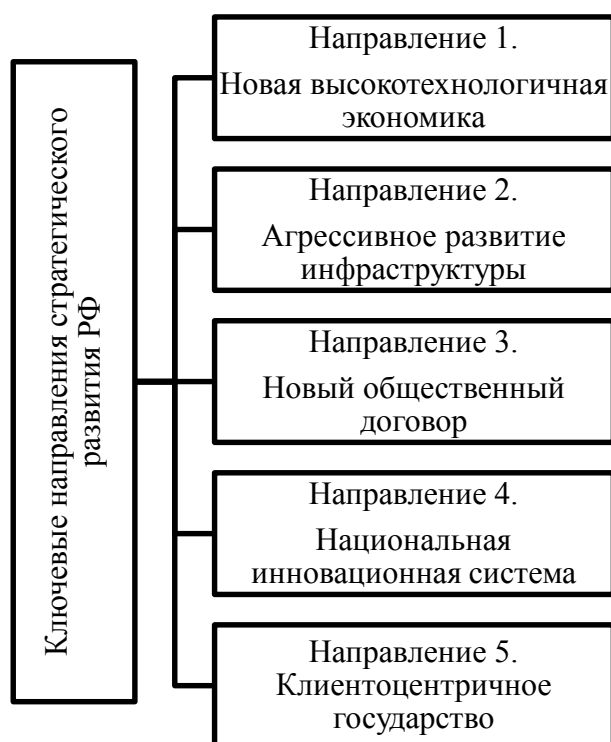 Ключевые направления стратегического
развития РФ
Направление 1.
Новая высокотехнологичная
экономика
Направление 2.
Агрессивное развитие
инфраструктуры
Направление 3.
Новый общественный
договор
Направление 4.
Национальная
инновационная система
Направление 5.
Клиентоцентричное
государство